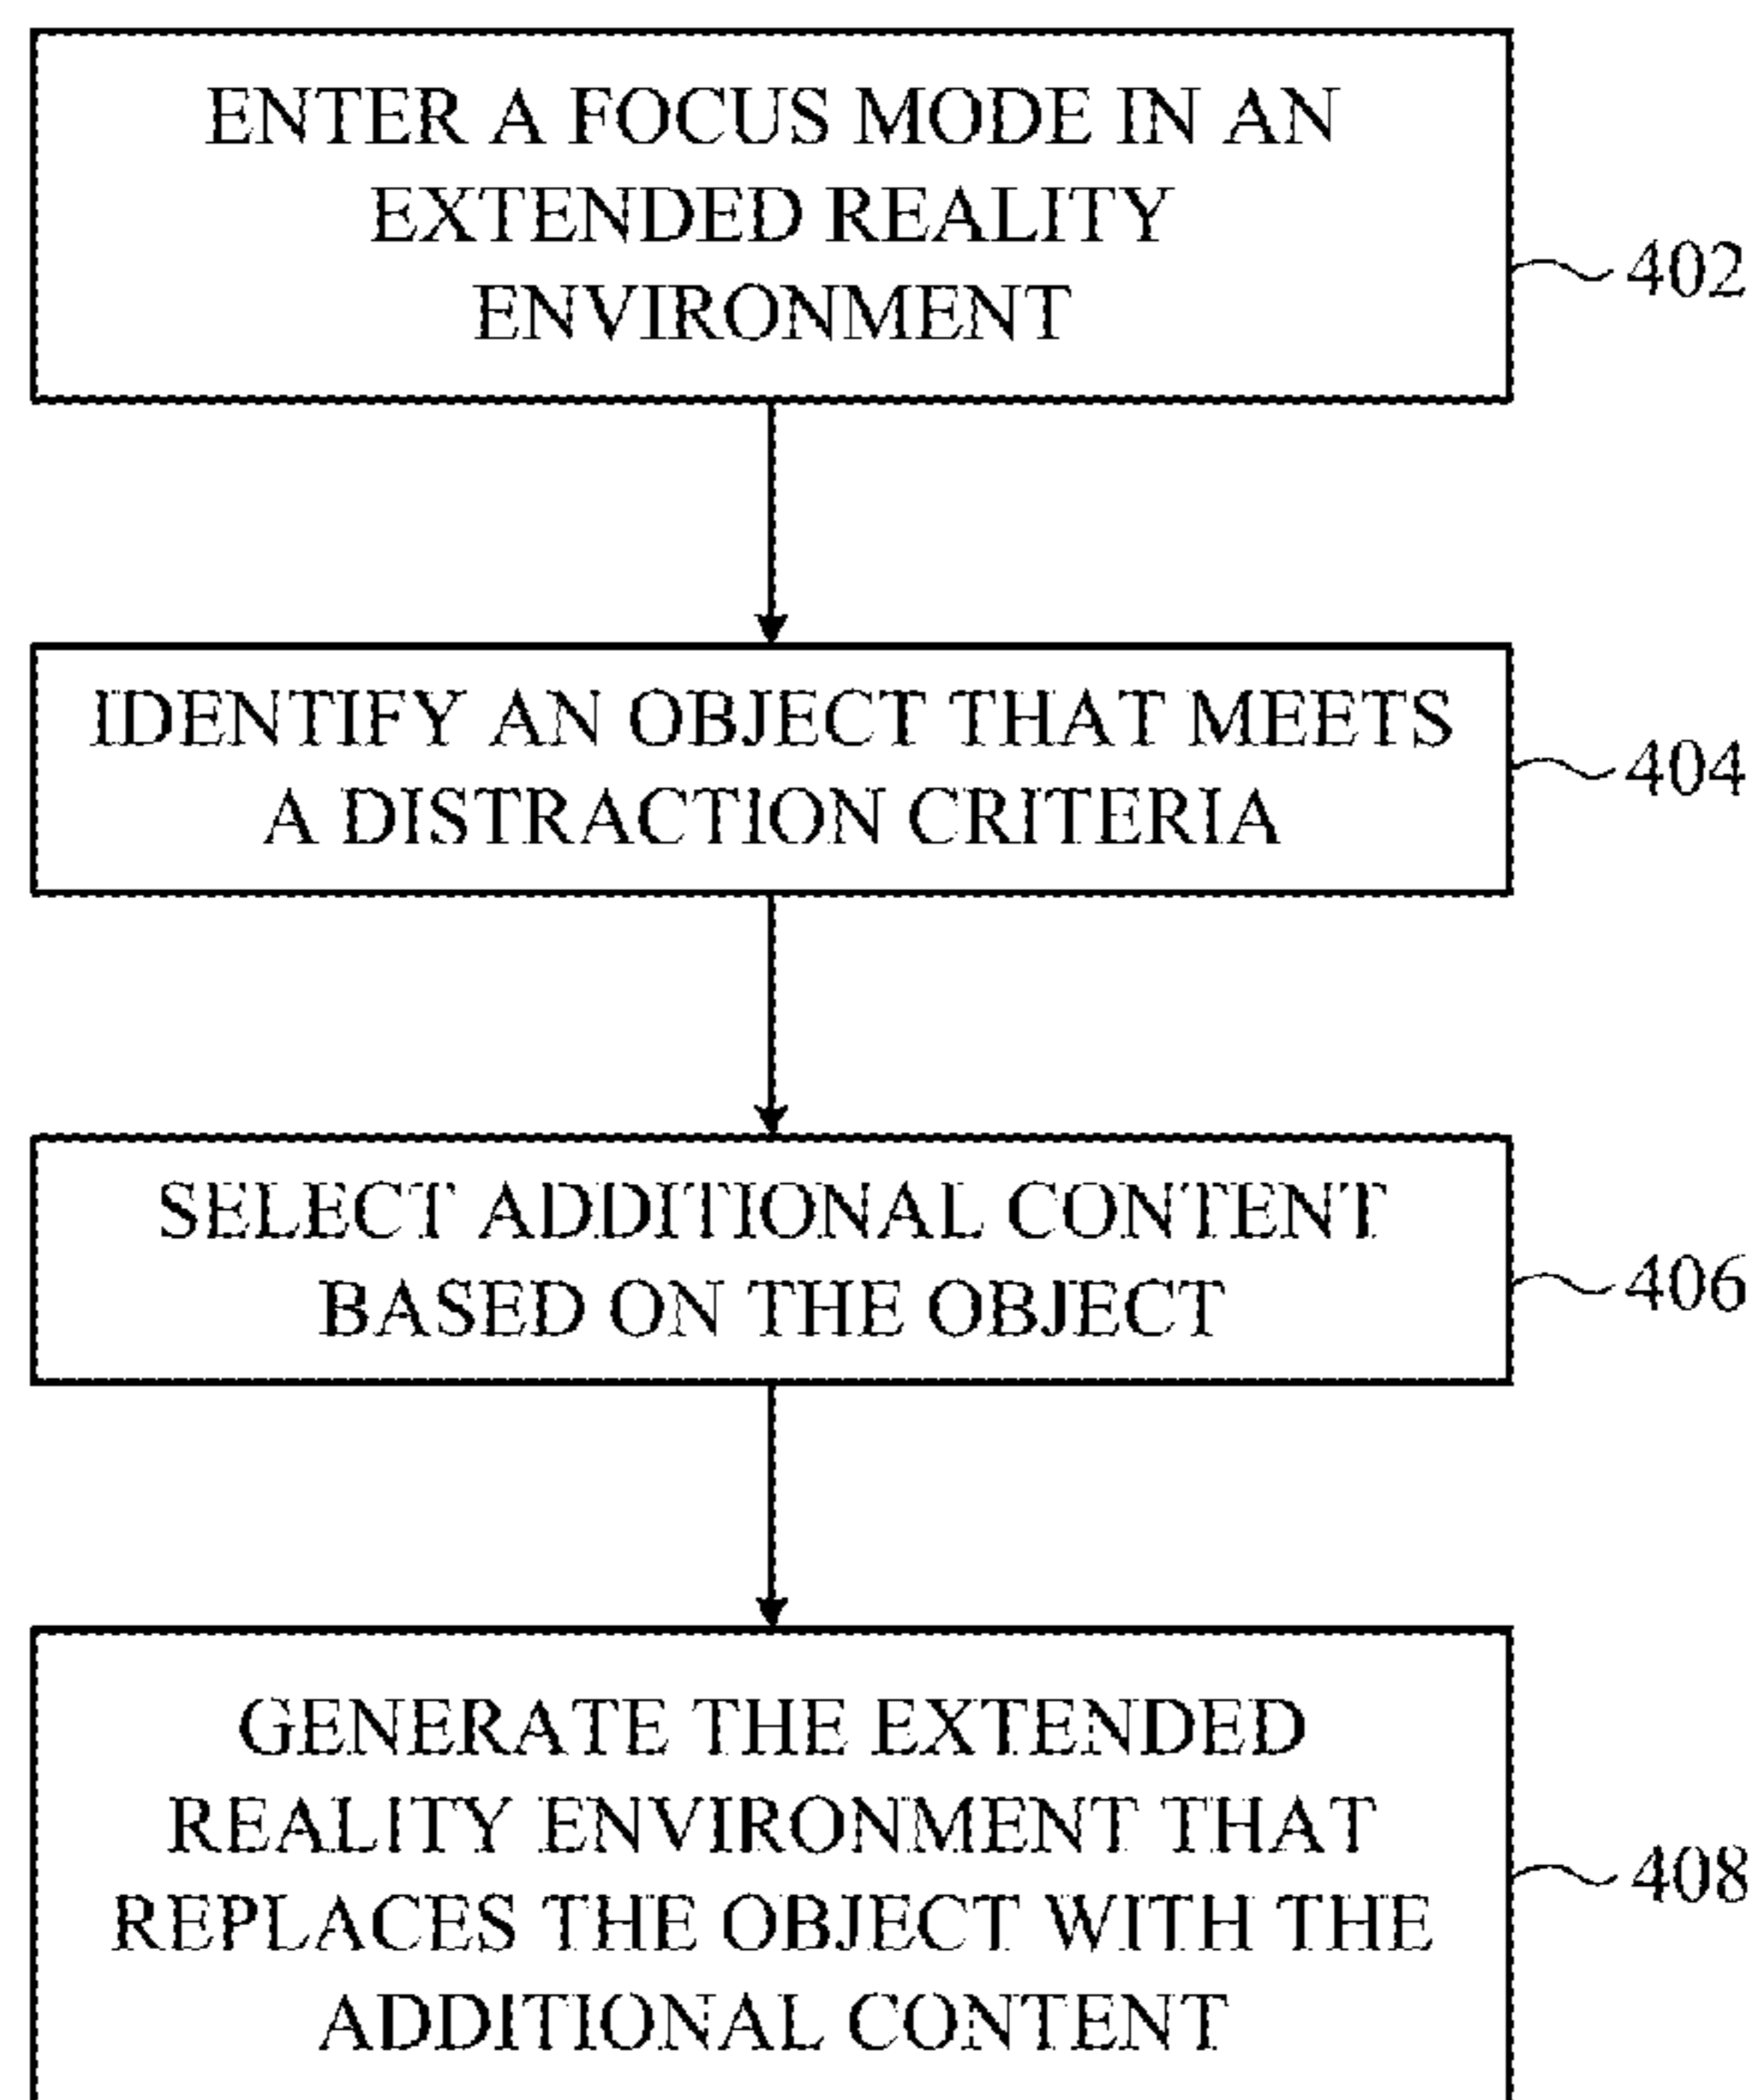 ENTER A FOCUS MODE IN AN
EXTENDED REALITY
ENVIRONMENT
402
IDENTIFY AN OBJECT THAT MEETS
A DISTRACTION CRITERIA
404
SELECT ADDITIONAL CONTENT
BASED ON THE OBJECT
406
GENERATE THE EXTENDED
REALITY ENVIRONMENT THAT
REPLACES THE OBJECT WITH THE
ADDITIONAL CONTENT
408